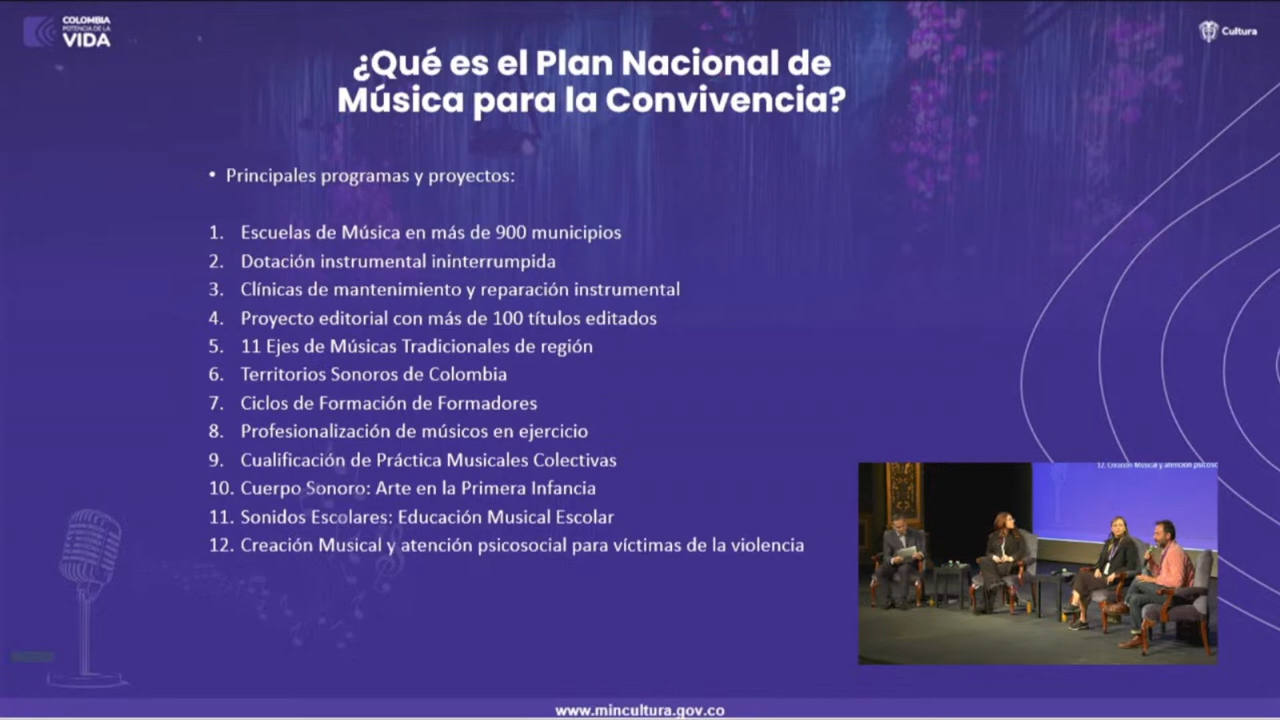 COLOMBIA
POTENCIA DE LA
VIDA
Cultura
¿Qué es el Plan Nacional de
Música para la Convivencia?
• Principales programas y proyectos:
1. Escuelas de Música en más de 900 municipios
2. Dotación instrumental ininterrumpida
3. Clínicas de mantenimiento y reparación instrumental
4. Proyecto editorial con más de 100 títulos editados
5. 11 Ejes de Músicas Tradicionales de región
6. Territorios Sonoros de Colombia
7. Ciclos de Formación de Formadores
8. Profesionalización de músicos en ejercicio
9. Cualificación de Práctica Musicales Colectivas
10. Cuerpo Sonoro: Arte en la Primera Infancia
11. Sonidos Escolares: Educación Musical Escolar
12. Creación Musical y atención psicosocial para víctimas de la violencia
12. Creación Musical y atención psicosoc
www.mincultura.gov.co